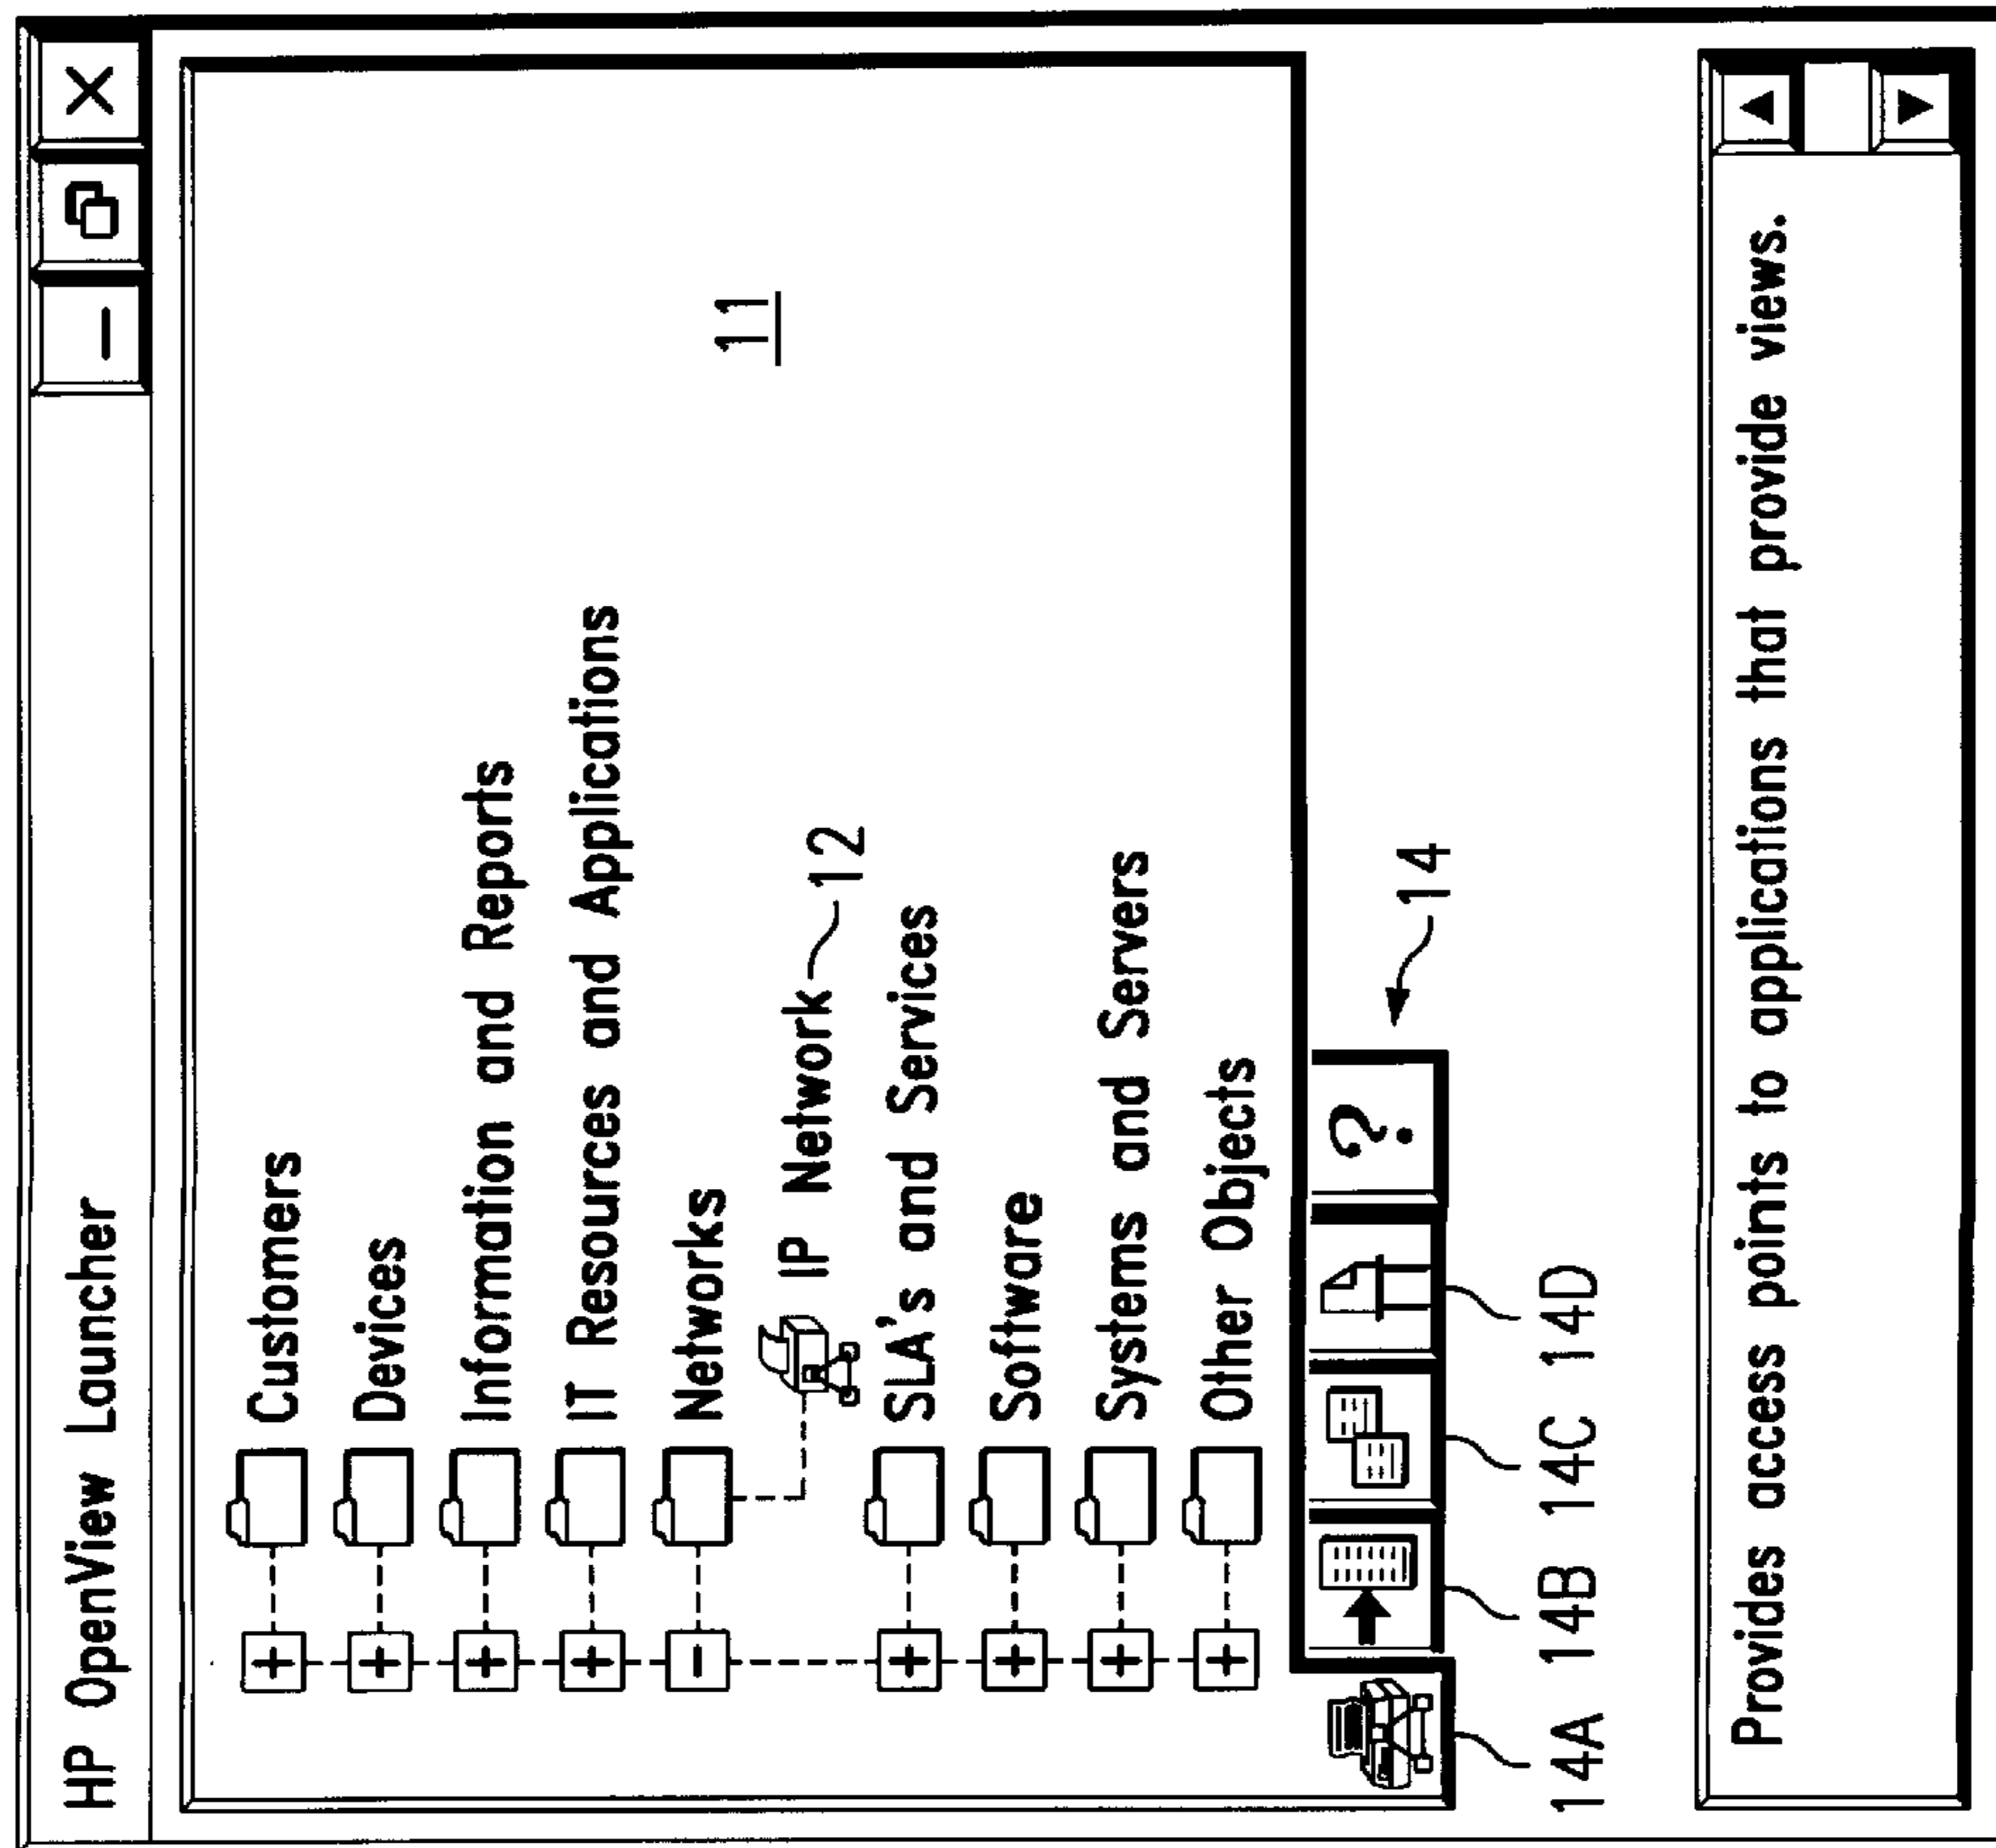 HP OpenView Launcher
Customers
Devices
Information and Reports
IT Resources and Applications
Networks
IP Network 12
SLA's and Services
Software
Systems and Servers
Other Objects
11
?
14
14A 14B 14C 14D
Provides access points to applications that provide views.